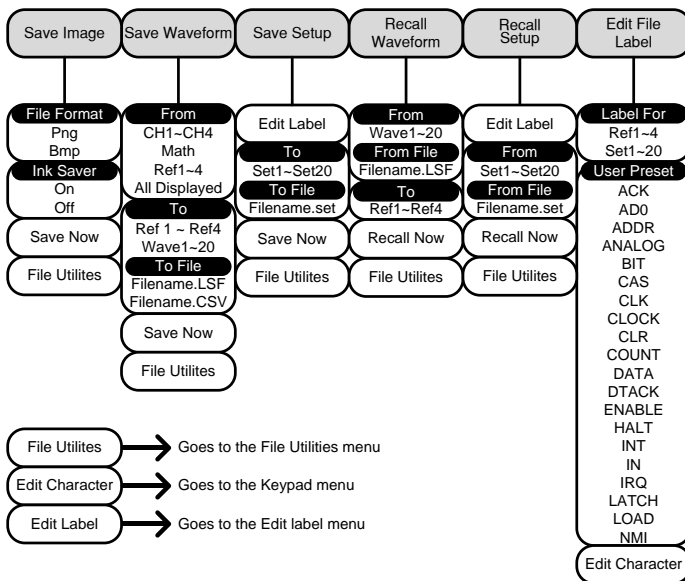 Save Image
File Format
Png
Bmp
Ink Saver
On
Off
Save Now
File Utilites
Save Waveform
From
CH1~CH4
Math
Ref1~4
All Displayed
To
Ref 1 ~ Ref4
Wave1~20
To File
Filename.LSF
Filename.CSV
Save Now
File Utilites
Save Setup
Edit Label
To
Set1~Set20
To File
Filename.set
Save Now
File Utilites
Recall
Waveform
From
Wave1~20
From File
Filename.LSF
To
Ref1~Ref4
Recall Now
File Utilites
Recall
Setup
Edit Label
From
Set1~Set20
From File
Filename.set
Recall Now
File Utilites
Edit File
Label
Label For
Ref1~4
Set1~20
User Preset
ACK
AD0
ADDR
ANALOG
BIT
CAS
CLK
CLOCK
CLR
COUNT
DATA
DTACK
ENABLE
HALT
INT
IN
IRQ
LATCH
LOAD
NMI
Edit Character
File Utilites Goes to the File Utilities menu
Edit Character Goes to the Keypad menu
Edit Label Goes to the Edit label menu